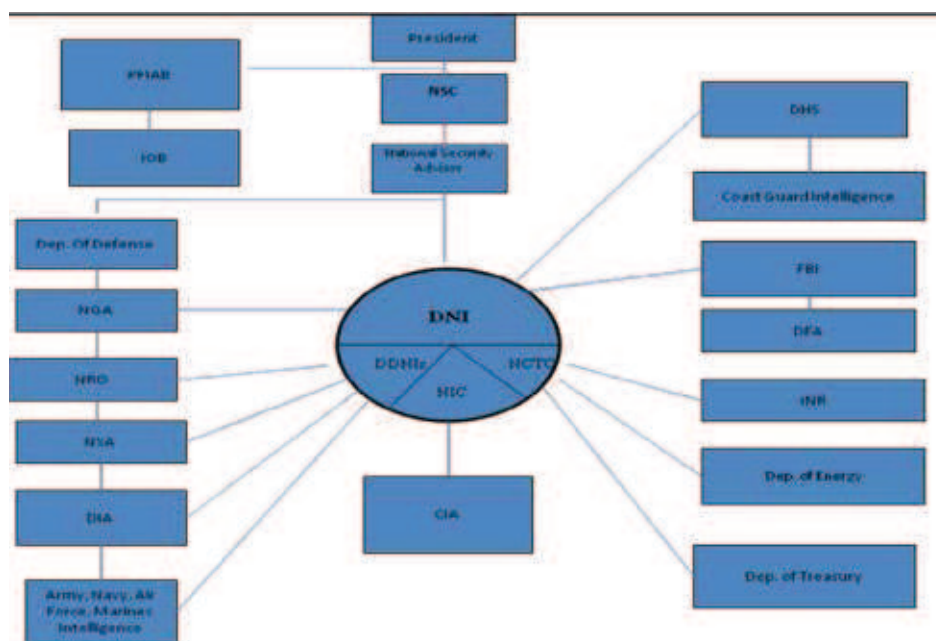 President
PFIAB
NSC
DHS
IOB
National Security
Advisor
Coast Guard Intelligence
Dep. Of Defense
FBI
NGA
DNI
DEA
DDNIs
NCTC
NRO
NIC
INR
NSA
Dep. of Energy
DIA
CIA
Dep. of Treasury
Army, Navy, Air
Force, Marines
Intelligence